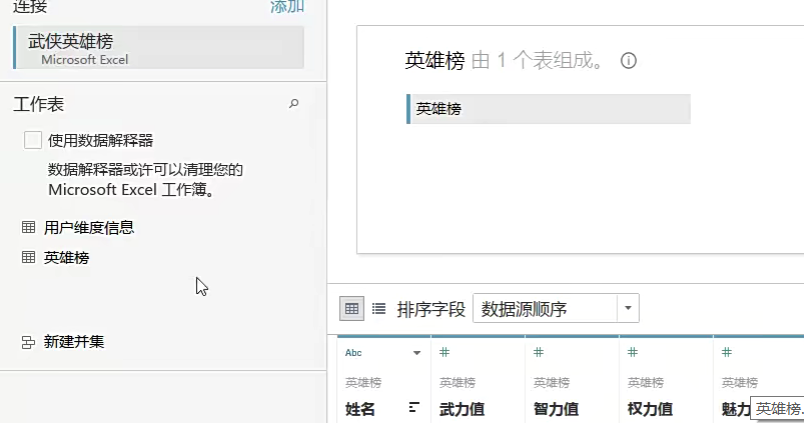 连接
添加
武侠英雄榜
Microsoft Excel
工作表
使用数据解释器
数据解释器或许可以清理您的
Microsoft Excel 工作簿。
用户维度信息
英雄榜
新建并集
英雄榜 由 1 个表组成。
英雄榜
排序字段 数据源顺序
Abc
英雄榜 英雄榜 英雄榜 英雄榜 英雄榜
姓名 武力值 智力值 权力值 魅力
英雄榜.